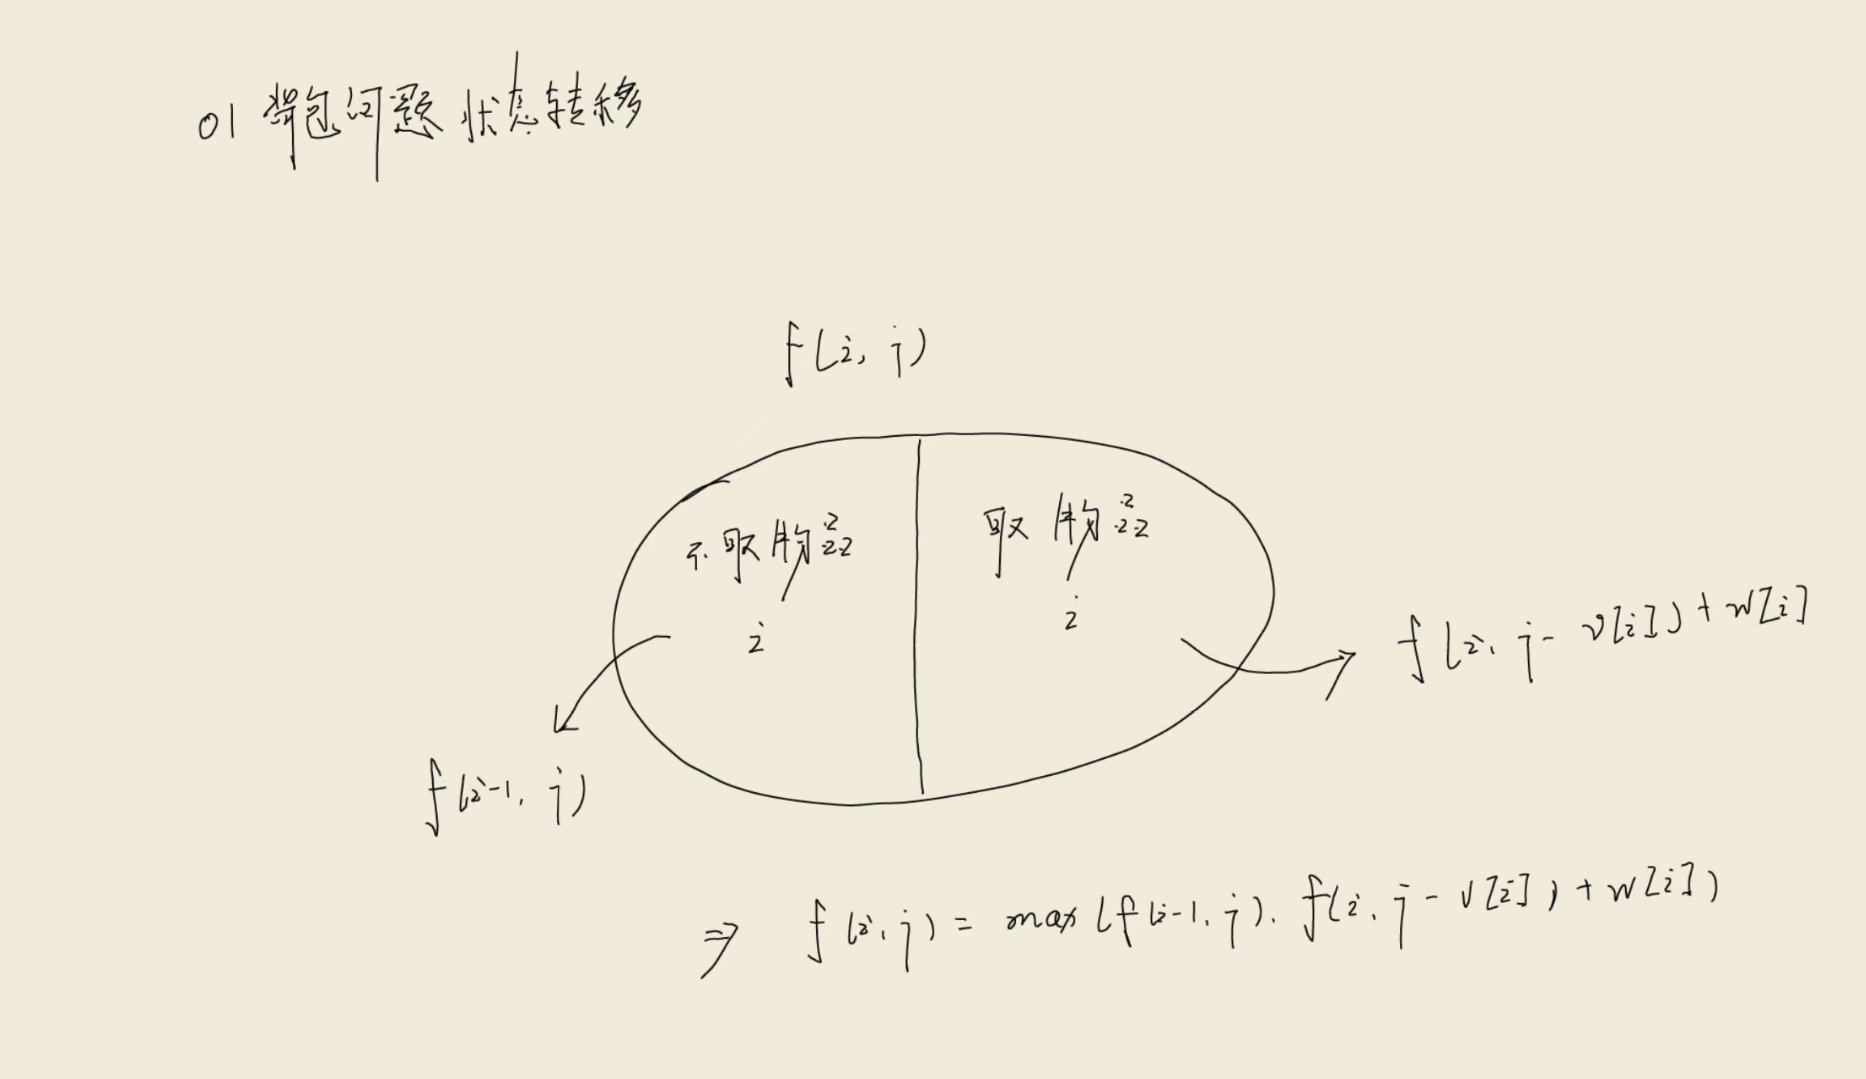 01 背包问题 状态转移
f(i, j)
不取物品 取物品
i i
f(i, j - v[i]) + w[i]
f(i-1, j)
⇒ f(i, j) = max(f(i-1, j), f(i, j - v[i]) + w[i])